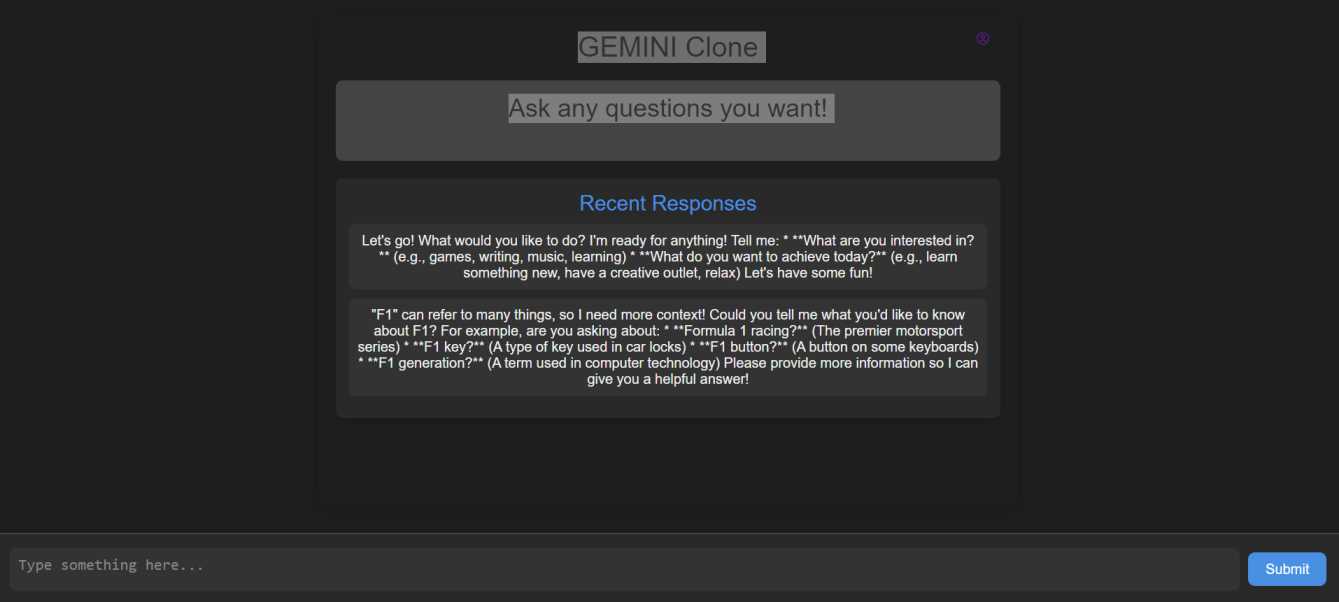 GEMINI Clone
Ask any questions you want!
Recent Responses
Let's go! What would you like to do? I'm ready for anything! Tell me: * **What are you interested in?
** (e.g., games, writing, music, learning) * **What do you want to achieve today?** (e.g., learn
something new, have a creative outlet, relax) Let's have some fun!
"F1" can refer to many things, so I need more context! Could you tell me what you'd like to know
about F1? For example, are you asking about: * **Formula 1 racing?** (The premier motorsport
series) * **F1 key?** (A type of key used in car locks) * **F1 button?** (A button on some keyboards)
* **F1 generation?** (A term used in computer technology) Please provide more information so I can
give you a helpful answer!
Type something here...
Submit